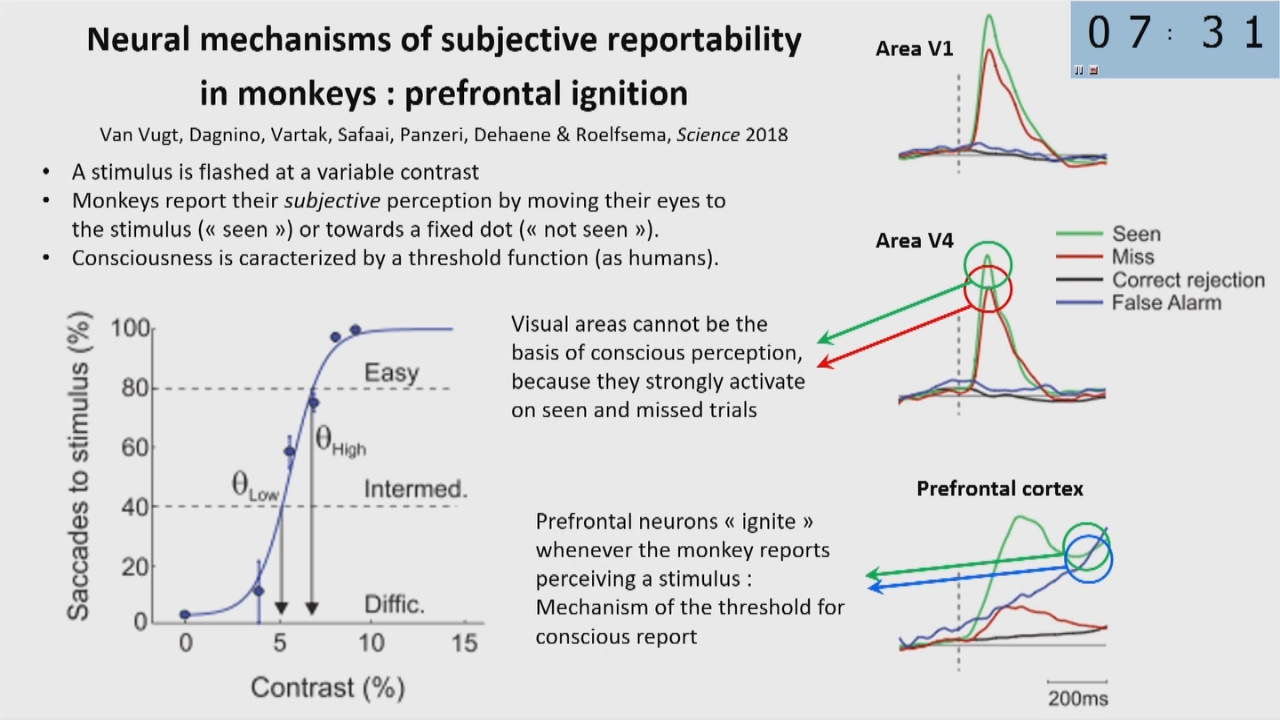 Neural mechanisms of subjective reportability
in monkeys : prefrontal ignition
Van Vugt, Dagnino, Vartak, Safaai, Panzeri, Dehaene & Roelfsema, Science 2018
• A stimulus is flashed at a variable contrast
• Monkeys report their subjective perception by moving their eyes to
the stimulus (« seen ») or towards a fixed dot (« not seen »).
• Consciousness is caracterized by a threshold function (as humans).
Saccades to stimulus (%)
100
80
60
40
20
0
Easy
θHigh
θLow
Intermed.
Diffic.
0 5 10 15
Contrast (%)
Visual areas cannot be the
basis of conscious perception,
because they strongly activate
on seen and missed trials
Prefrontal neurons « ignite »
whenever the monkey reports
perceiving a stimulus :
Mechanism of the threshold for
conscious report
07:31
Area V1
Area V4
Seen
Miss
Correct rejection
False Alarm
Prefrontal cortex
200ms